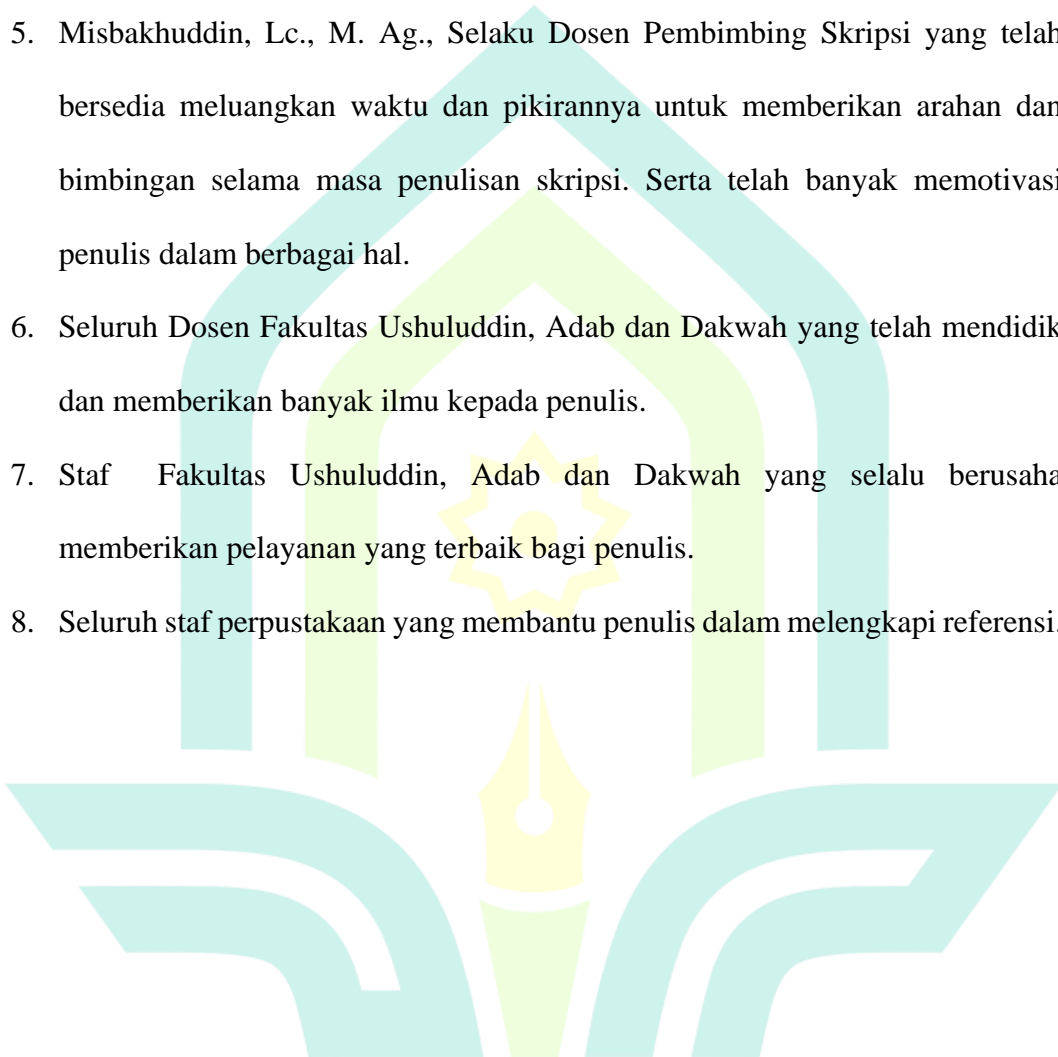 5. Misbakhuddin, Lc., M. Ag., Selaku Dosen Pembimbing Skripsi yang telah
bersedia meluangkan waktu dan pikirannya untuk memberikan arahan dan
bimbingan selama masa penulisan skripsi. Serta telah banyak memotivasi
penulis dalam berbagai hal.
6. Seluruh Dosen Fakultas Ushuluddin, Adab dan Dakwah yang telah mendidik
dan memberikan banyak ilmu kepada penulis.
7. Staf Fakultas Ushuluddin, Adab dan Dakwah yang selalu berusaha
memberikan pelayanan yang terbaik bagi penulis.
8. Seluruh staf perpustakaan yang membantu penulis dalam melengkapi referensi.